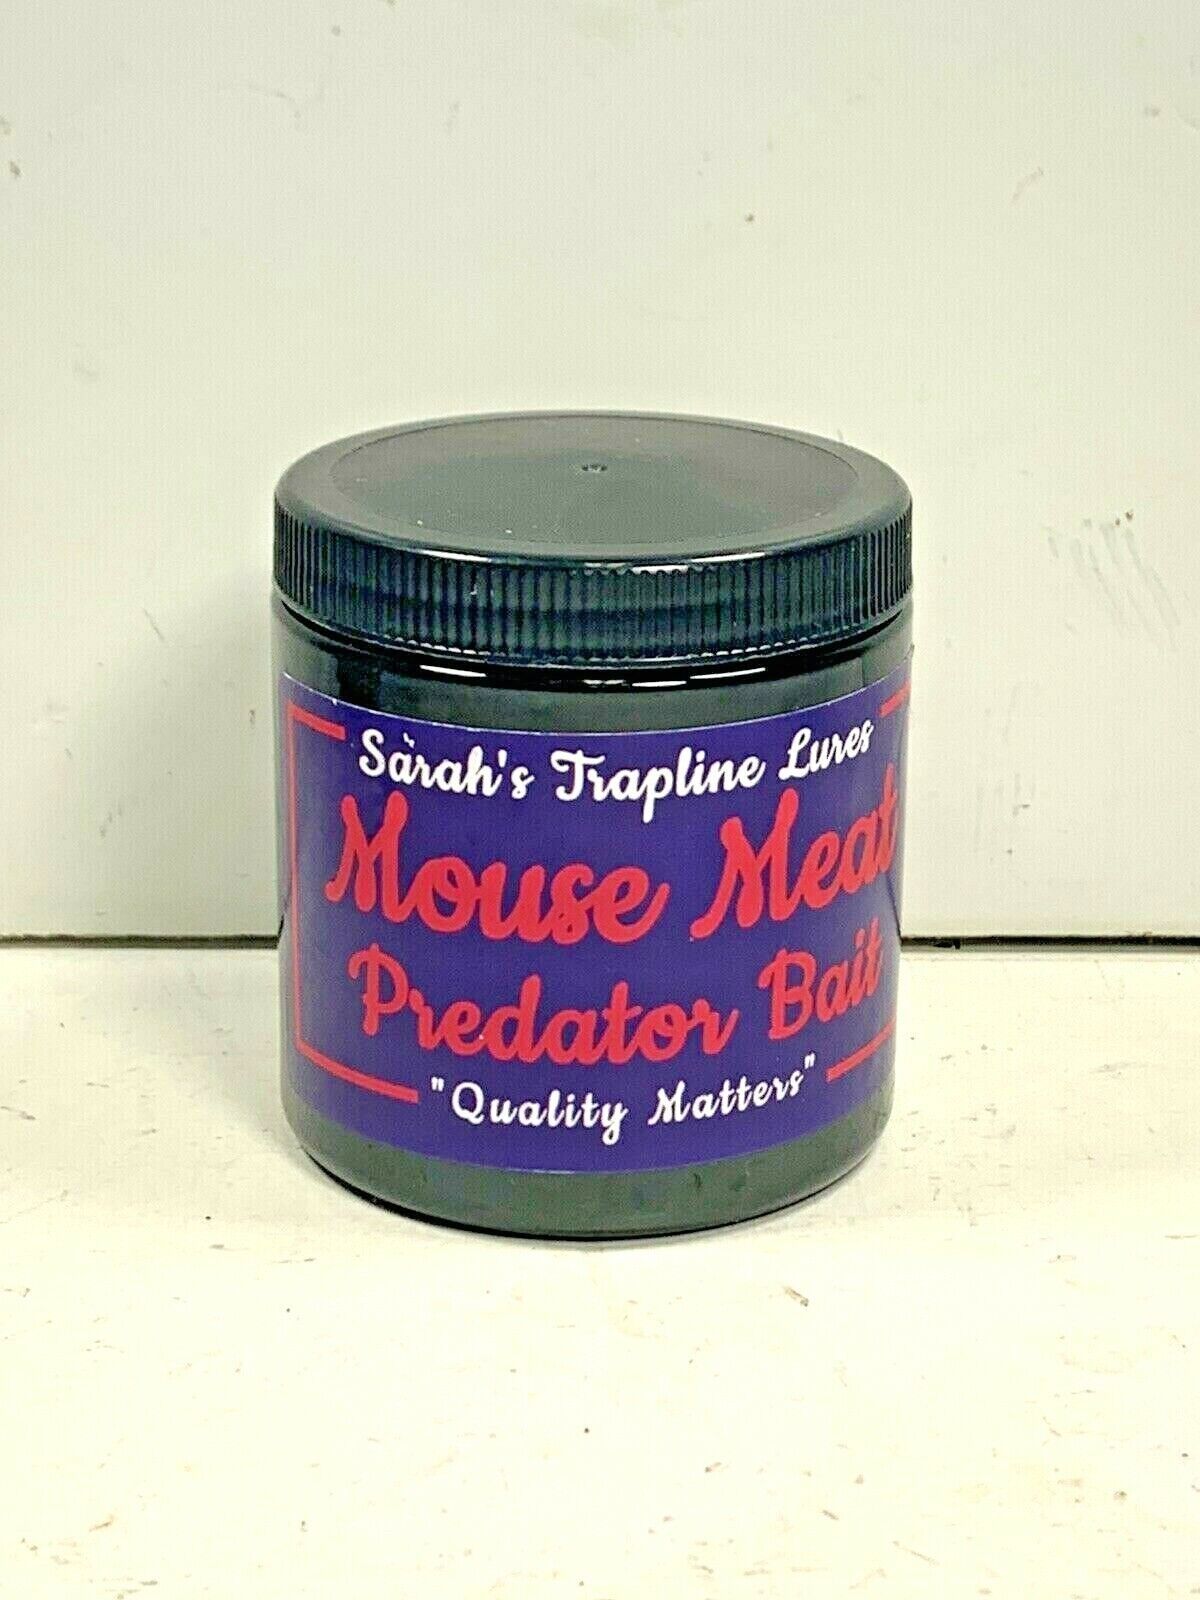 Sarah's Trapline Lures
Mouse Meat
Predator Bait
"Quality Matters"